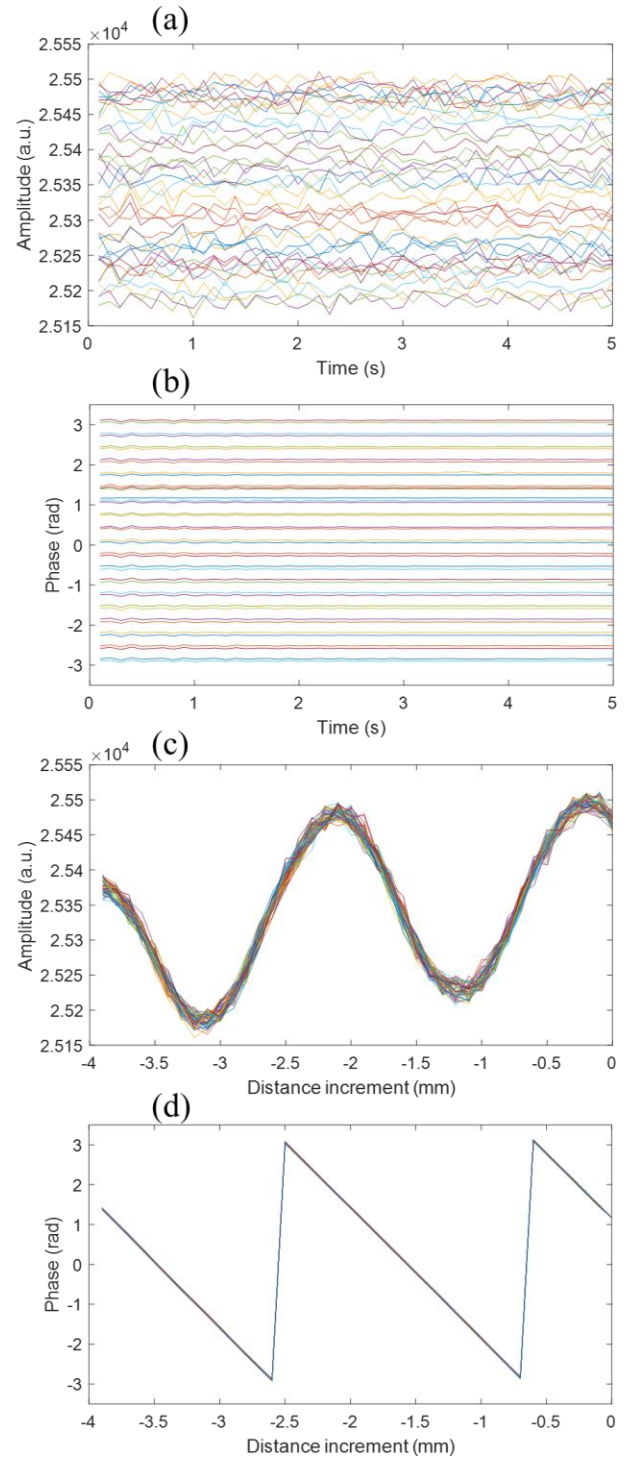 (a)
×10⁴
2.555
2.55
2.545
2.54
2.535
2.53
2.525
2.52
2.515
Amplitude (a.u.)
0 1 2 3 4 5
Time (s)
(b)
3
2
1
0
-1
-2
-3
Phase (rad)
0 1 2 3 4 5
Time (s)
(c)
×10⁴
2.555
2.55
2.545
2.54
2.535
2.53
2.525
2.52
2.515
Amplitude (a.u.)
-4 -3.5 -3 -2.5 -2 -1.5 -1 -0.5 0
Distance increment (mm)
(d)
3
2
1
0
-1
-2
-3
Phase (rad)
-4 -3.5 -3 -2.5 -2 -1.5 -1 -0.5 0
Distance increment (mm)